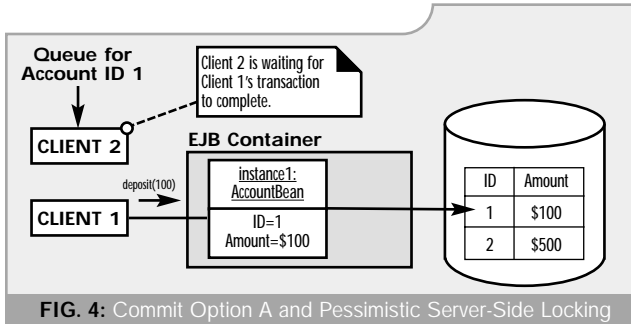 Queue for
Account ID 1
Client 2 is waiting for
Client 1's transaction
to complete.
CLIENT 2
EJB Container
deposit(100)
CLIENT 1
instance1:
AccountBean
ID=1
Amount=$100
ID Amount
1 $100
2 $500
FIG. 4: Commit Option A and Pessimistic Server-Side Locking